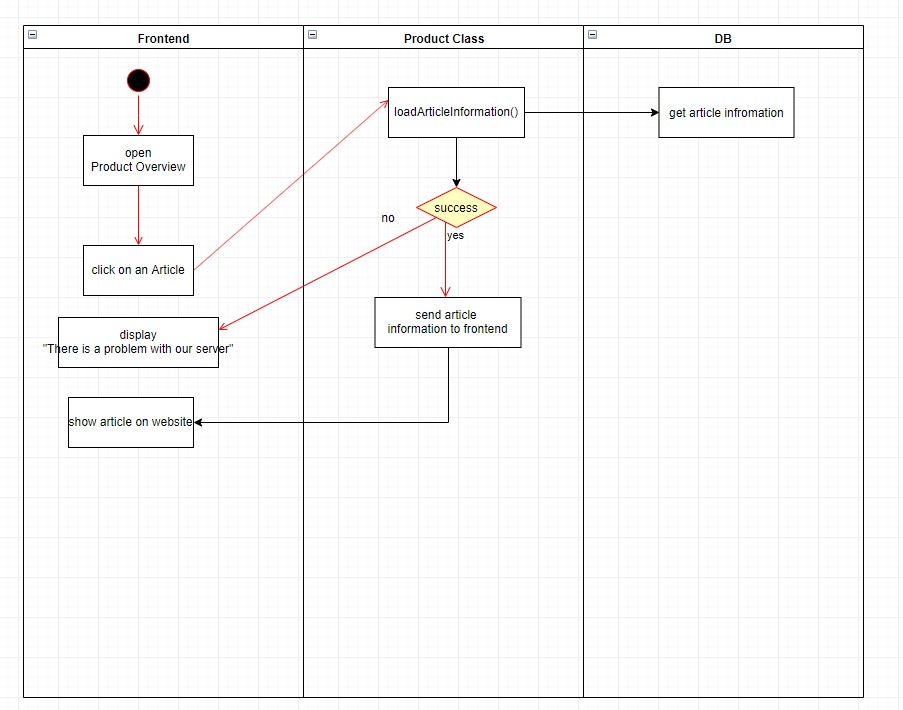 Frontend
Product Class
DB
open
Product Overview
click on an Article
display
"There is a problem with our server"
show article on website
loadArticleInformation()
success
no
yes
send article
information to frontend
get article infromation